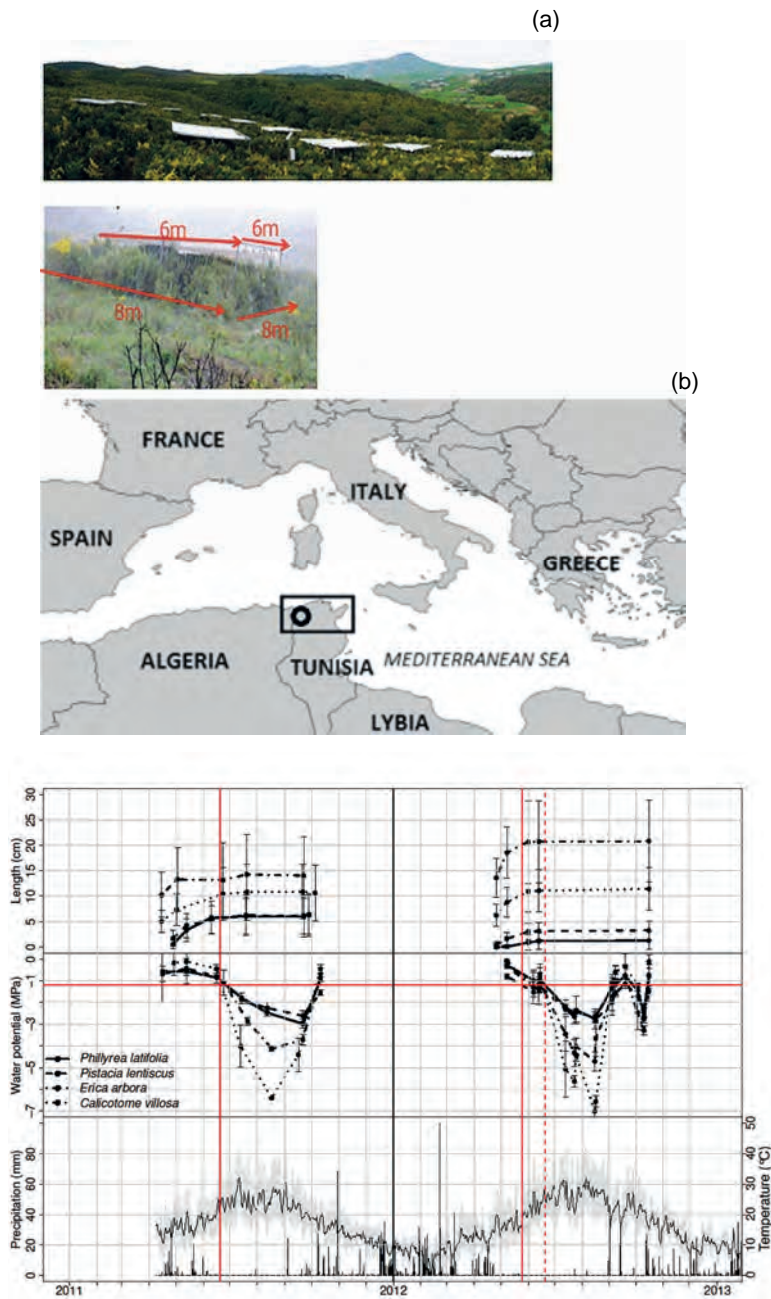 (a)
6m 6m
8m 8m
(b)
FRANCE
ITALY
SPAIN
GREECE
ALGERIA
TUNISIA
MEDITERRANEAN SEA
LYBIA
Length (cm)
30
25
20
15
10
5
0
Water potential (MPa)
0
-1
-3
-5
-7
Phillyrea latifolia
Pistacia lentiscus
Erica arbora
Calicotome villosa
Precipitation (mm)
100
80
60
40
20
0
Temperature (°C)
50
40
30
20
10
0
2011 2012 2013